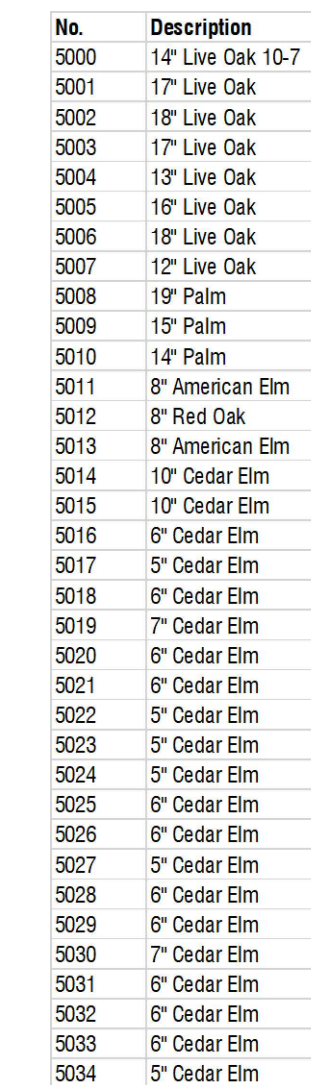 No. Description
5000 14" Live Oak 10-7
5001 17" Live Oak
5002 18" Live Oak
5003 17" Live Oak
5004 13" Live Oak
5005 16" Live Oak
5006 18" Live Oak
5007 12" Live Oak
5008 19" Palm
5009 15" Palm
5010 14" Palm
5011 8" American Elm
5012 8" Red Oak
5013 8" American Elm
5014 10" Cedar Elm
5015 10" Cedar Elm
5016 6" Cedar Elm
5017 5" Cedar Elm
5018 6" Cedar Elm
5019 7" Cedar Elm
5020 6" Cedar Elm
5021 6" Cedar Elm
5022 5" Cedar Elm
5023 5" Cedar Elm
5024 5" Cedar Elm
5025 6" Cedar Elm
5026 6" Cedar Elm
5027 5" Cedar Elm
5028 6" Cedar Elm
5029 6" Cedar Elm
5030 7" Cedar Elm
5031 6" Cedar Elm
5032 6" Cedar Elm
5033 6" Cedar Elm
5034 5" Cedar Elm